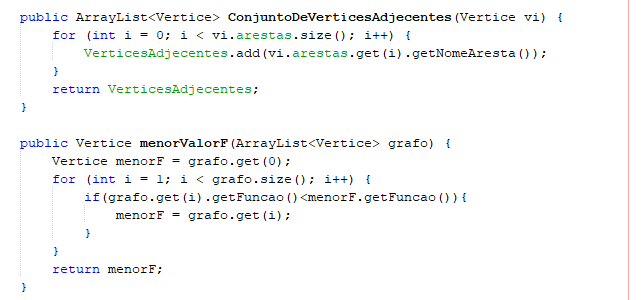 public ArrayList<Vertice> ConjuntoDeVerticesAdjecentes(Vertice vi) {
for (int i = 0; i < vi.arestas.size(); i++) {
VerticesAdjecentes.add(vi.arestas.get(i).getNomeAresta());
}
return VerticesAdjecentes;
}
public Vertice menorValorF(ArrayList<Vertice> grafo) {
Vertice menorF = grafo.get(0);
for (int i = 1; i < grafo.size(); i++) {
if(grafo.get(i).getFuncao()<menorF.getFuncao()){
menorF = grafo.get(i);
}
}
return menorF;
}